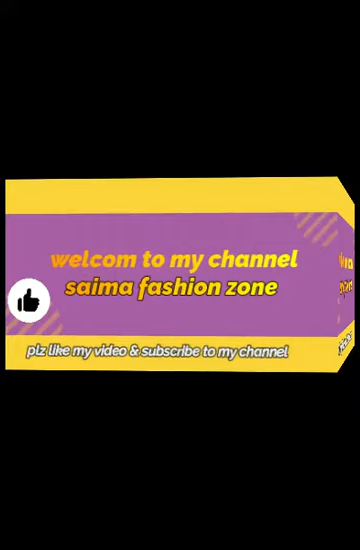 welcom to my channel
saima fashion zone
plz like my video & subscribe to my channel